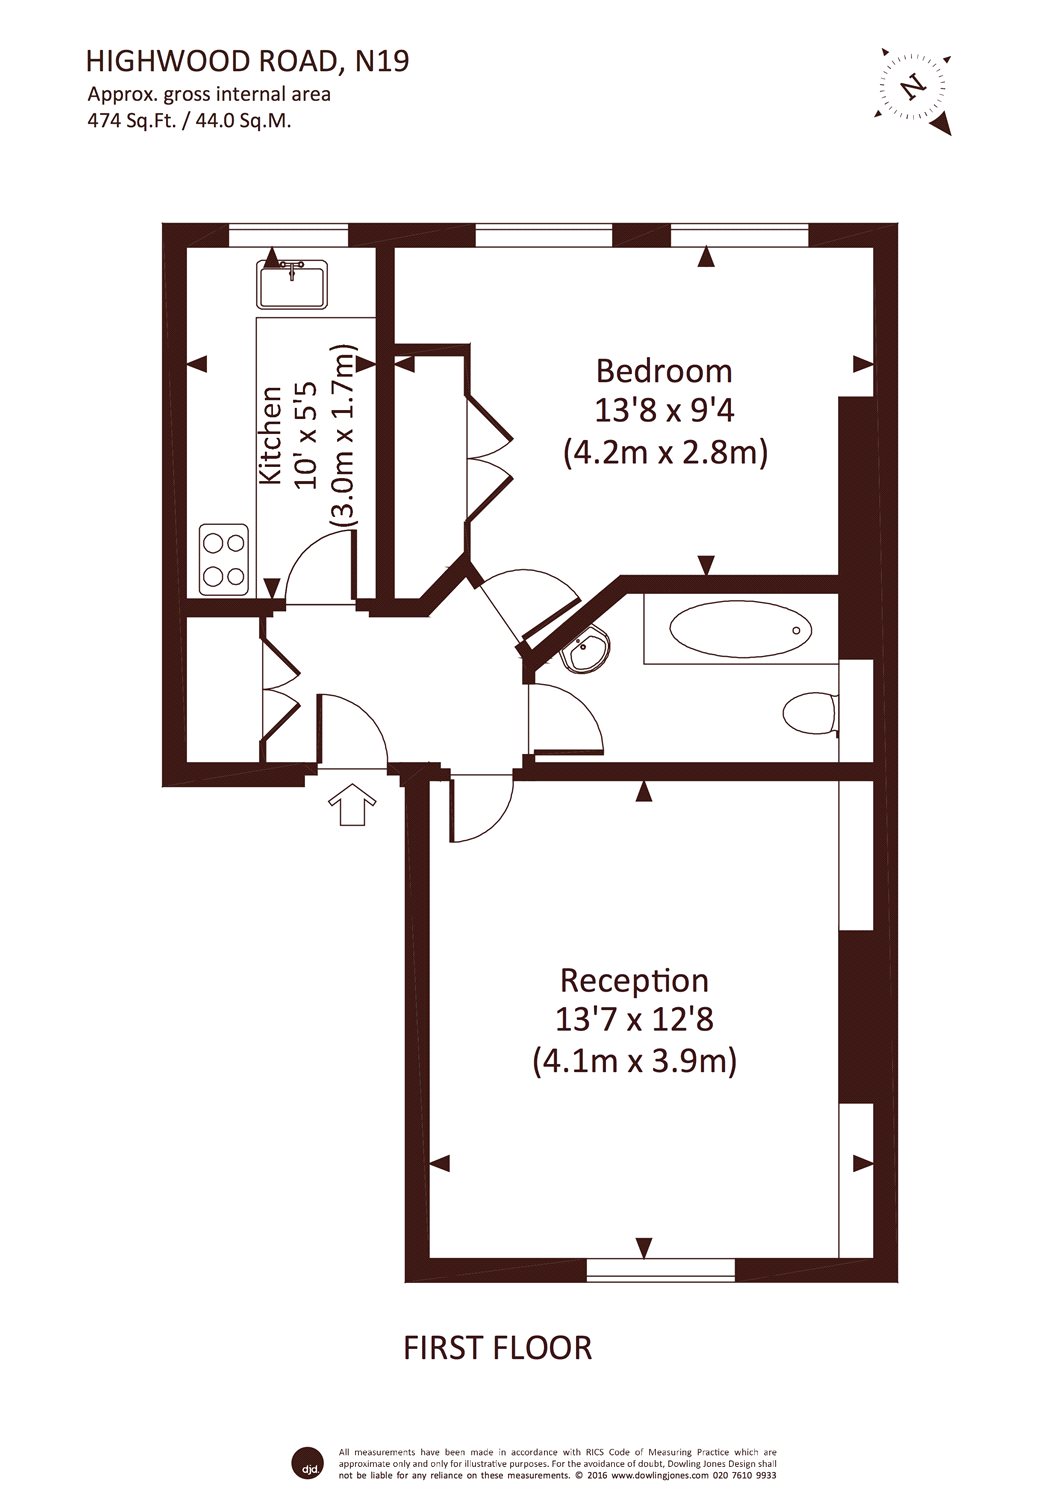 HIGHWOOD ROAD, N19
Approx. gross internal area
474 Sq.Ft. / 44.0 Sq.M.
N
Kitchen
10' x 5'5
(3.0m x 1.7m)
Bedroom
13'8 x 9'4
(4.2m x 2.8m)
Reception
13'7 x 12'8
(4.1m x 3.9m)
FIRST FLOOR
djd.
All measurements have been made in accordance with RICS Code of Measuring Practice which are
approximate only and only for illustrative purposes. For the avoidance of doubt, Dowling Jones Design shall
not be liable for any reliance on these measurements. © 2016 www.dowlingjones.com 020 7610 9933